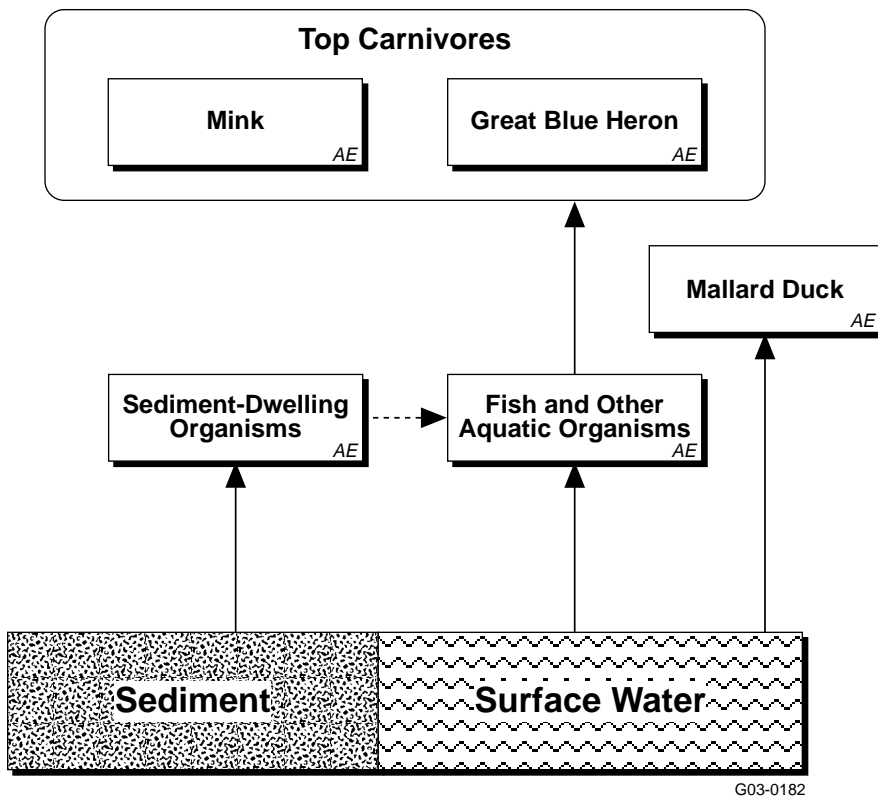 Top Carnivores
Mink
AE
Great Blue Heron
AE
Mallard Duck
AE
Sediment-Dwelling
Organisms
AE
Fish and Other
Aquatic Organisms
AE
Sediment
Surface Water
G03-0182